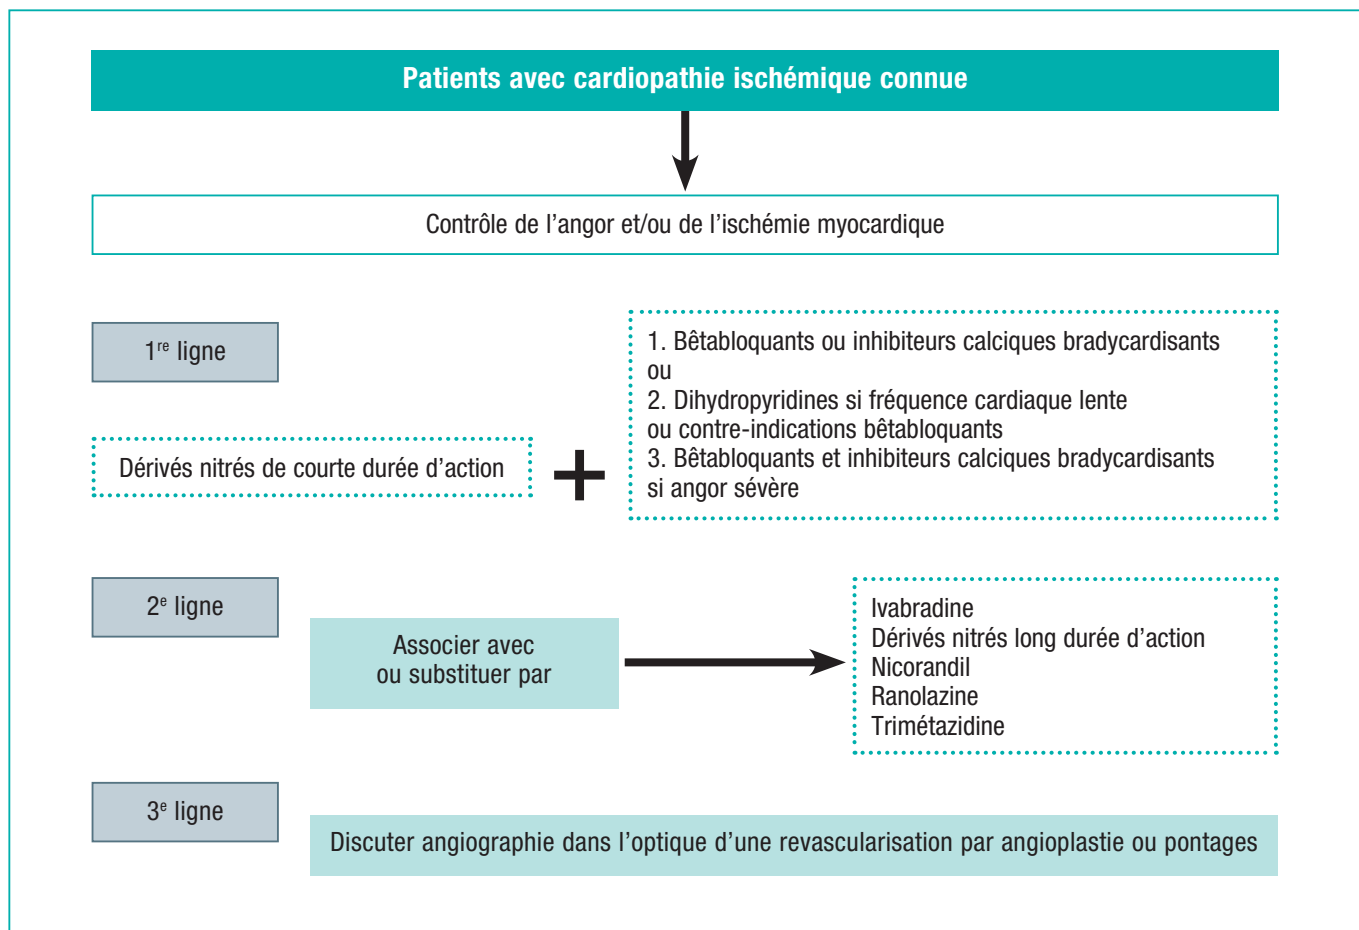 Patients avec cardiopathie ischémique connue
Contrôle de l'angor et/ou de l'ischémie myocardique
1re ligne
Dérivés nitrés de courte durée d'action
+
1. Bêtabloquants ou inhibiteurs calciques bradycardisants
ou
2. Dihydropyridines si fréquence cardiaque lente
ou contre-indications bêtabloquants
3. Bêtabloquants et inhibiteurs calciques bradycardisants
si angor sévère
2e ligne
Associer avec
ou substituer par
Ivabradine
Dérivés nitrés long durée d'action
Nicorandil
Ranolazine
Trimétazidine
3e ligne
Discuter angiographie dans l'optique d'une revascularisation par angioplastie ou pontages